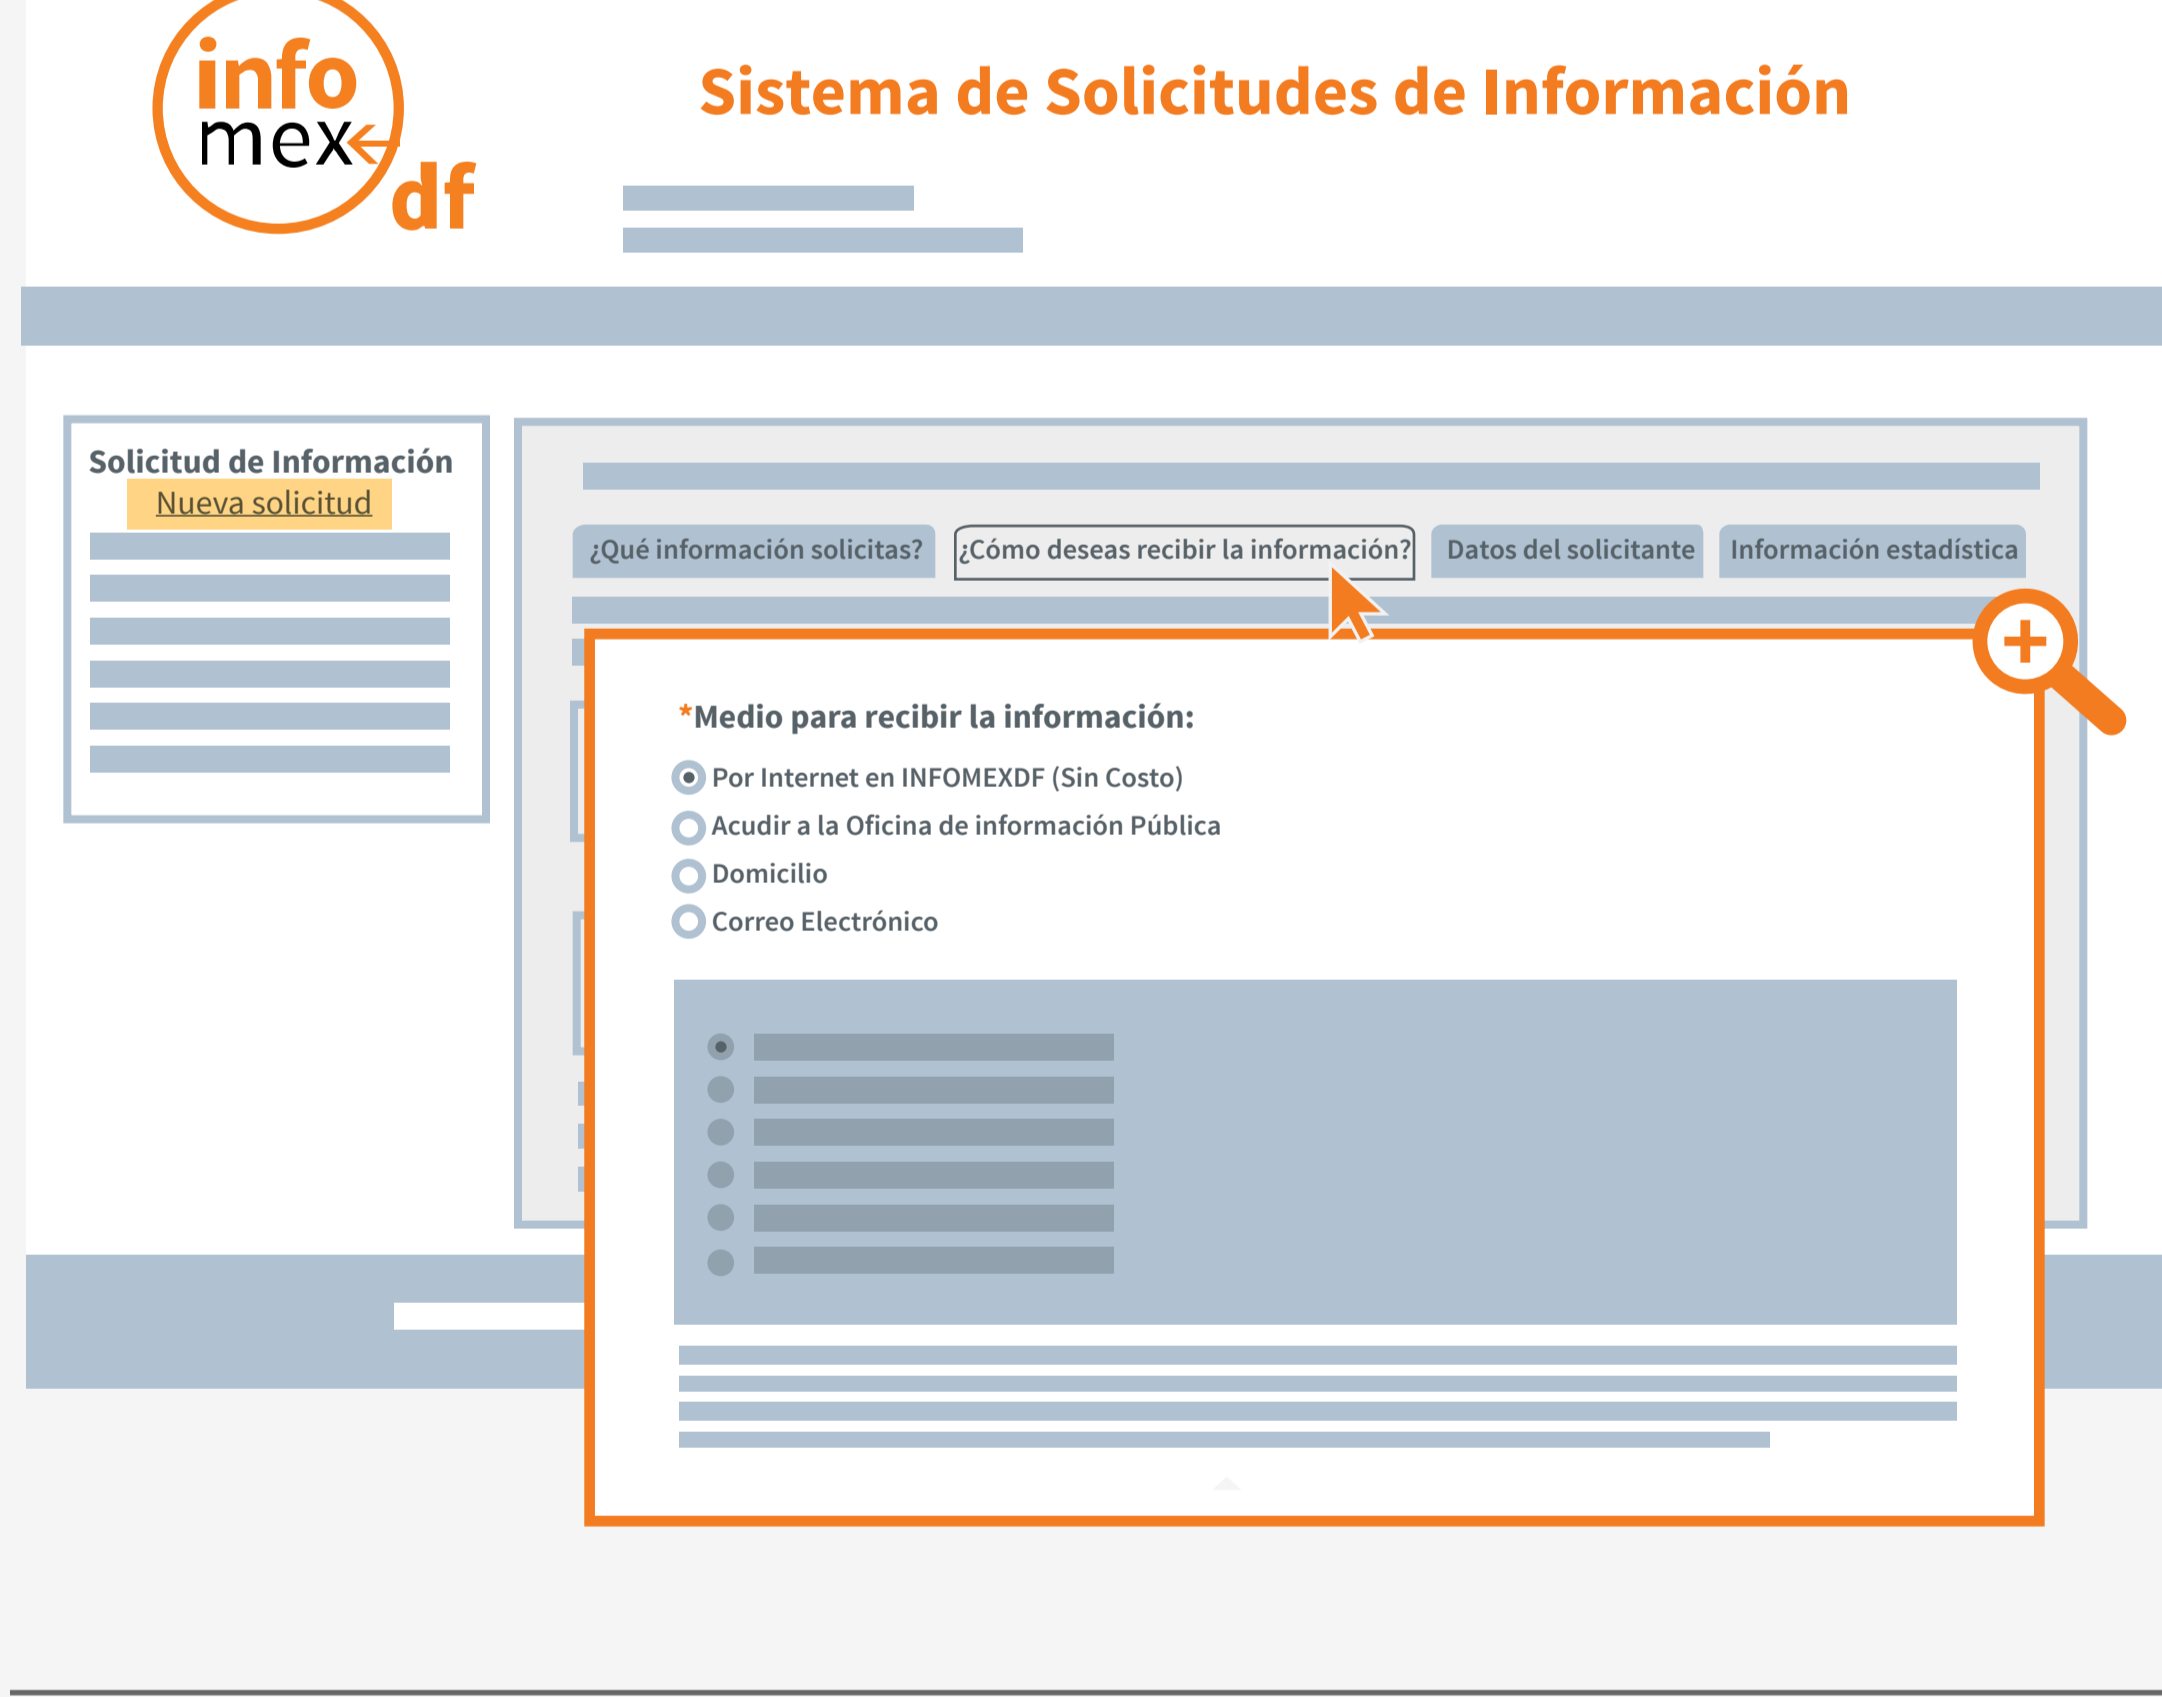 info
mex
df
Sistema de Solicitudes de Información
Solicitud de Información
Nueva solicitud
¿Qué información solicitas?
¿Cómo deseas recibir la información?
Datos del solicitante
Información estadística
*Medio para recibir la información:
Por Internet en INFOMEXDF (Sin Costo)
Acudir a la Oficina de información Pública
Domicilio
Correo Electrónico